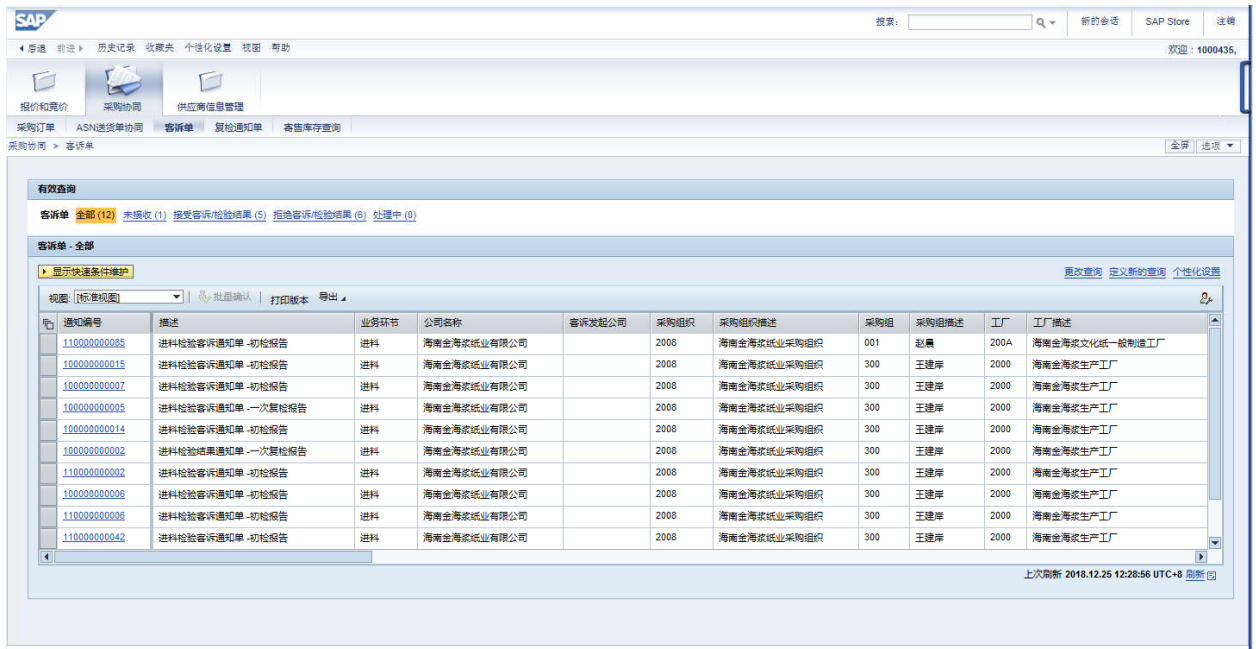 SAP 搜索: 新的会话 SAP Store 注销
后退 前进 历史记录 收藏夹 个性化设置 视图 帮助 欢迎：1000435,
报价和竞价 采购协同 供应商信息管理
采购订单 ASN送货单协同 客诉单 复检通知单 寄售库存查询
采购协同 > 客诉单 全屏 选项
有效查询
客诉单 全部 (12) 未接收 (1) 接受客诉/检验结果 (5) 拒绝客诉/检验结果 (6) 处理中 (0)
客诉单 - 全部
显示快速条件维护 更改查询 定义新的查询 个性化设置
视图: [标准视图] 批量确认 打印版本 导出
通知编号 描述 业务环节 公司名称 客诉发起公司 采购组织 采购组织描述 采购组 采购组描述 工厂 工厂描述
110000000085 进料检验客诉通知单 -初检报告 进料 海南金海浆纸业有限公司 2008 海南金海浆纸业采购组织 001 赵晨 200A 海南金海浆文化纸一般制造工厂
100000000015 进料检验客诉通知单 -初检报告 进料 海南金海浆纸业有限公司 2008 海南金海浆纸业采购组织 300 王建岸 2000 海南金海浆生产工厂
100000000007 进料检验客诉通知单 -初检报告 进料 海南金海浆纸业有限公司 2008 海南金海浆纸业采购组织 300 王建岸 2000 海南金海浆生产工厂
100000000005 进料检验客诉通知单 -一次复检报告 进料 海南金海浆纸业有限公司 2008 海南金海浆纸业采购组织 300 王建岸 2000 海南金海浆生产工厂
100000000014 进料检验客诉通知单 -初检报告 进料 海南金海浆纸业有限公司 2008 海南金海浆纸业采购组织 300 王建岸 2000 海南金海浆生产工厂
100000000002 进料检验结果通知单 -一次复检报告 进料 海南金海浆纸业有限公司 2008 海南金海浆纸业采购组织 300 王建岸 2000 海南金海浆生产工厂
110000000002 进料检验客诉通知单 -初检报告 进料 海南金海浆纸业有限公司 2008 海南金海浆纸业采购组织 300 王建岸 2000 海南金海浆生产工厂
100000000006 进料检验客诉通知单 -初检报告 进料 海南金海浆纸业有限公司 2008 海南金海浆纸业采购组织 300 王建岸 2000 海南金海浆生产工厂
110000000006 进料检验客诉通知单 -初检报告 进料 海南金海浆纸业有限公司 2008 海南金海浆纸业采购组织 300 王建岸 2000 海南金海浆生产工厂
110000000042 进料检验客诉通知单 -初检报告 进料 海南金海浆纸业有限公司 2008 海南金海浆纸业采购组织 300 王建岸 2000 海南金海浆生产工厂
上次刷新 2018.12.25 12:28:56 UTC+8 刷新